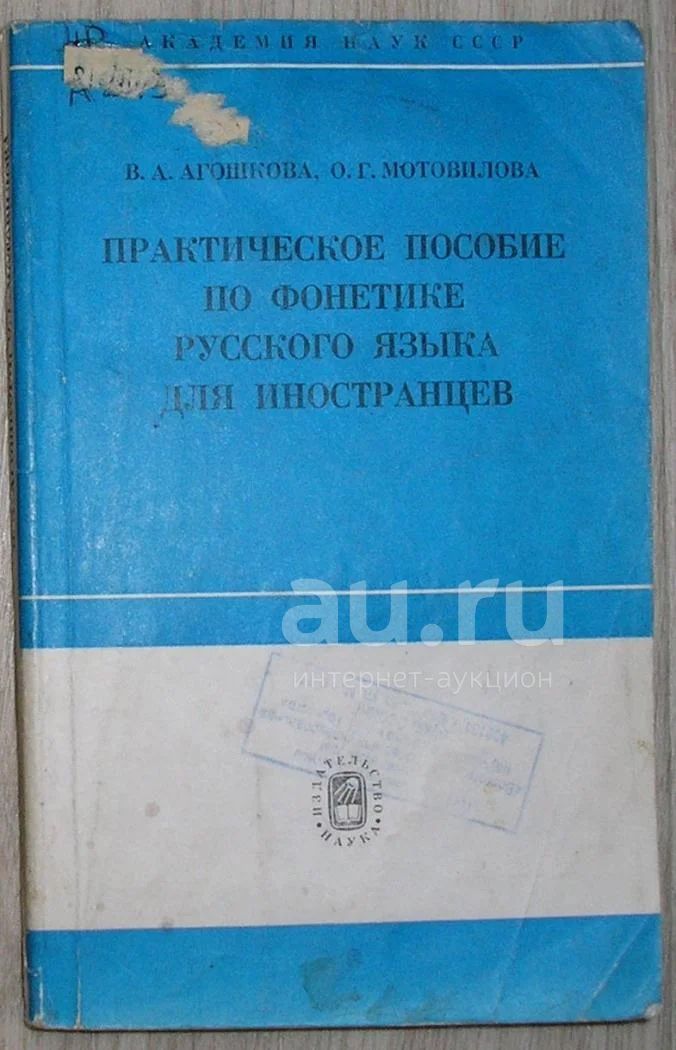 АКАДЕМИЯ НАУК СССР
В. А. АГОШКОВА, О. Г. МОТОВИЛОВА
ПРАКТИЧЕСКОЕ ПОСОБИЕ
ПО ФОНЕТИКЕ
РУССКОГО ЯЗЫКА
ДЛЯ ИНОСТРАНЦЕВ
au.ru
интернет-аукцион
ИЗДАТЕЛЬСТВО
НАУКА